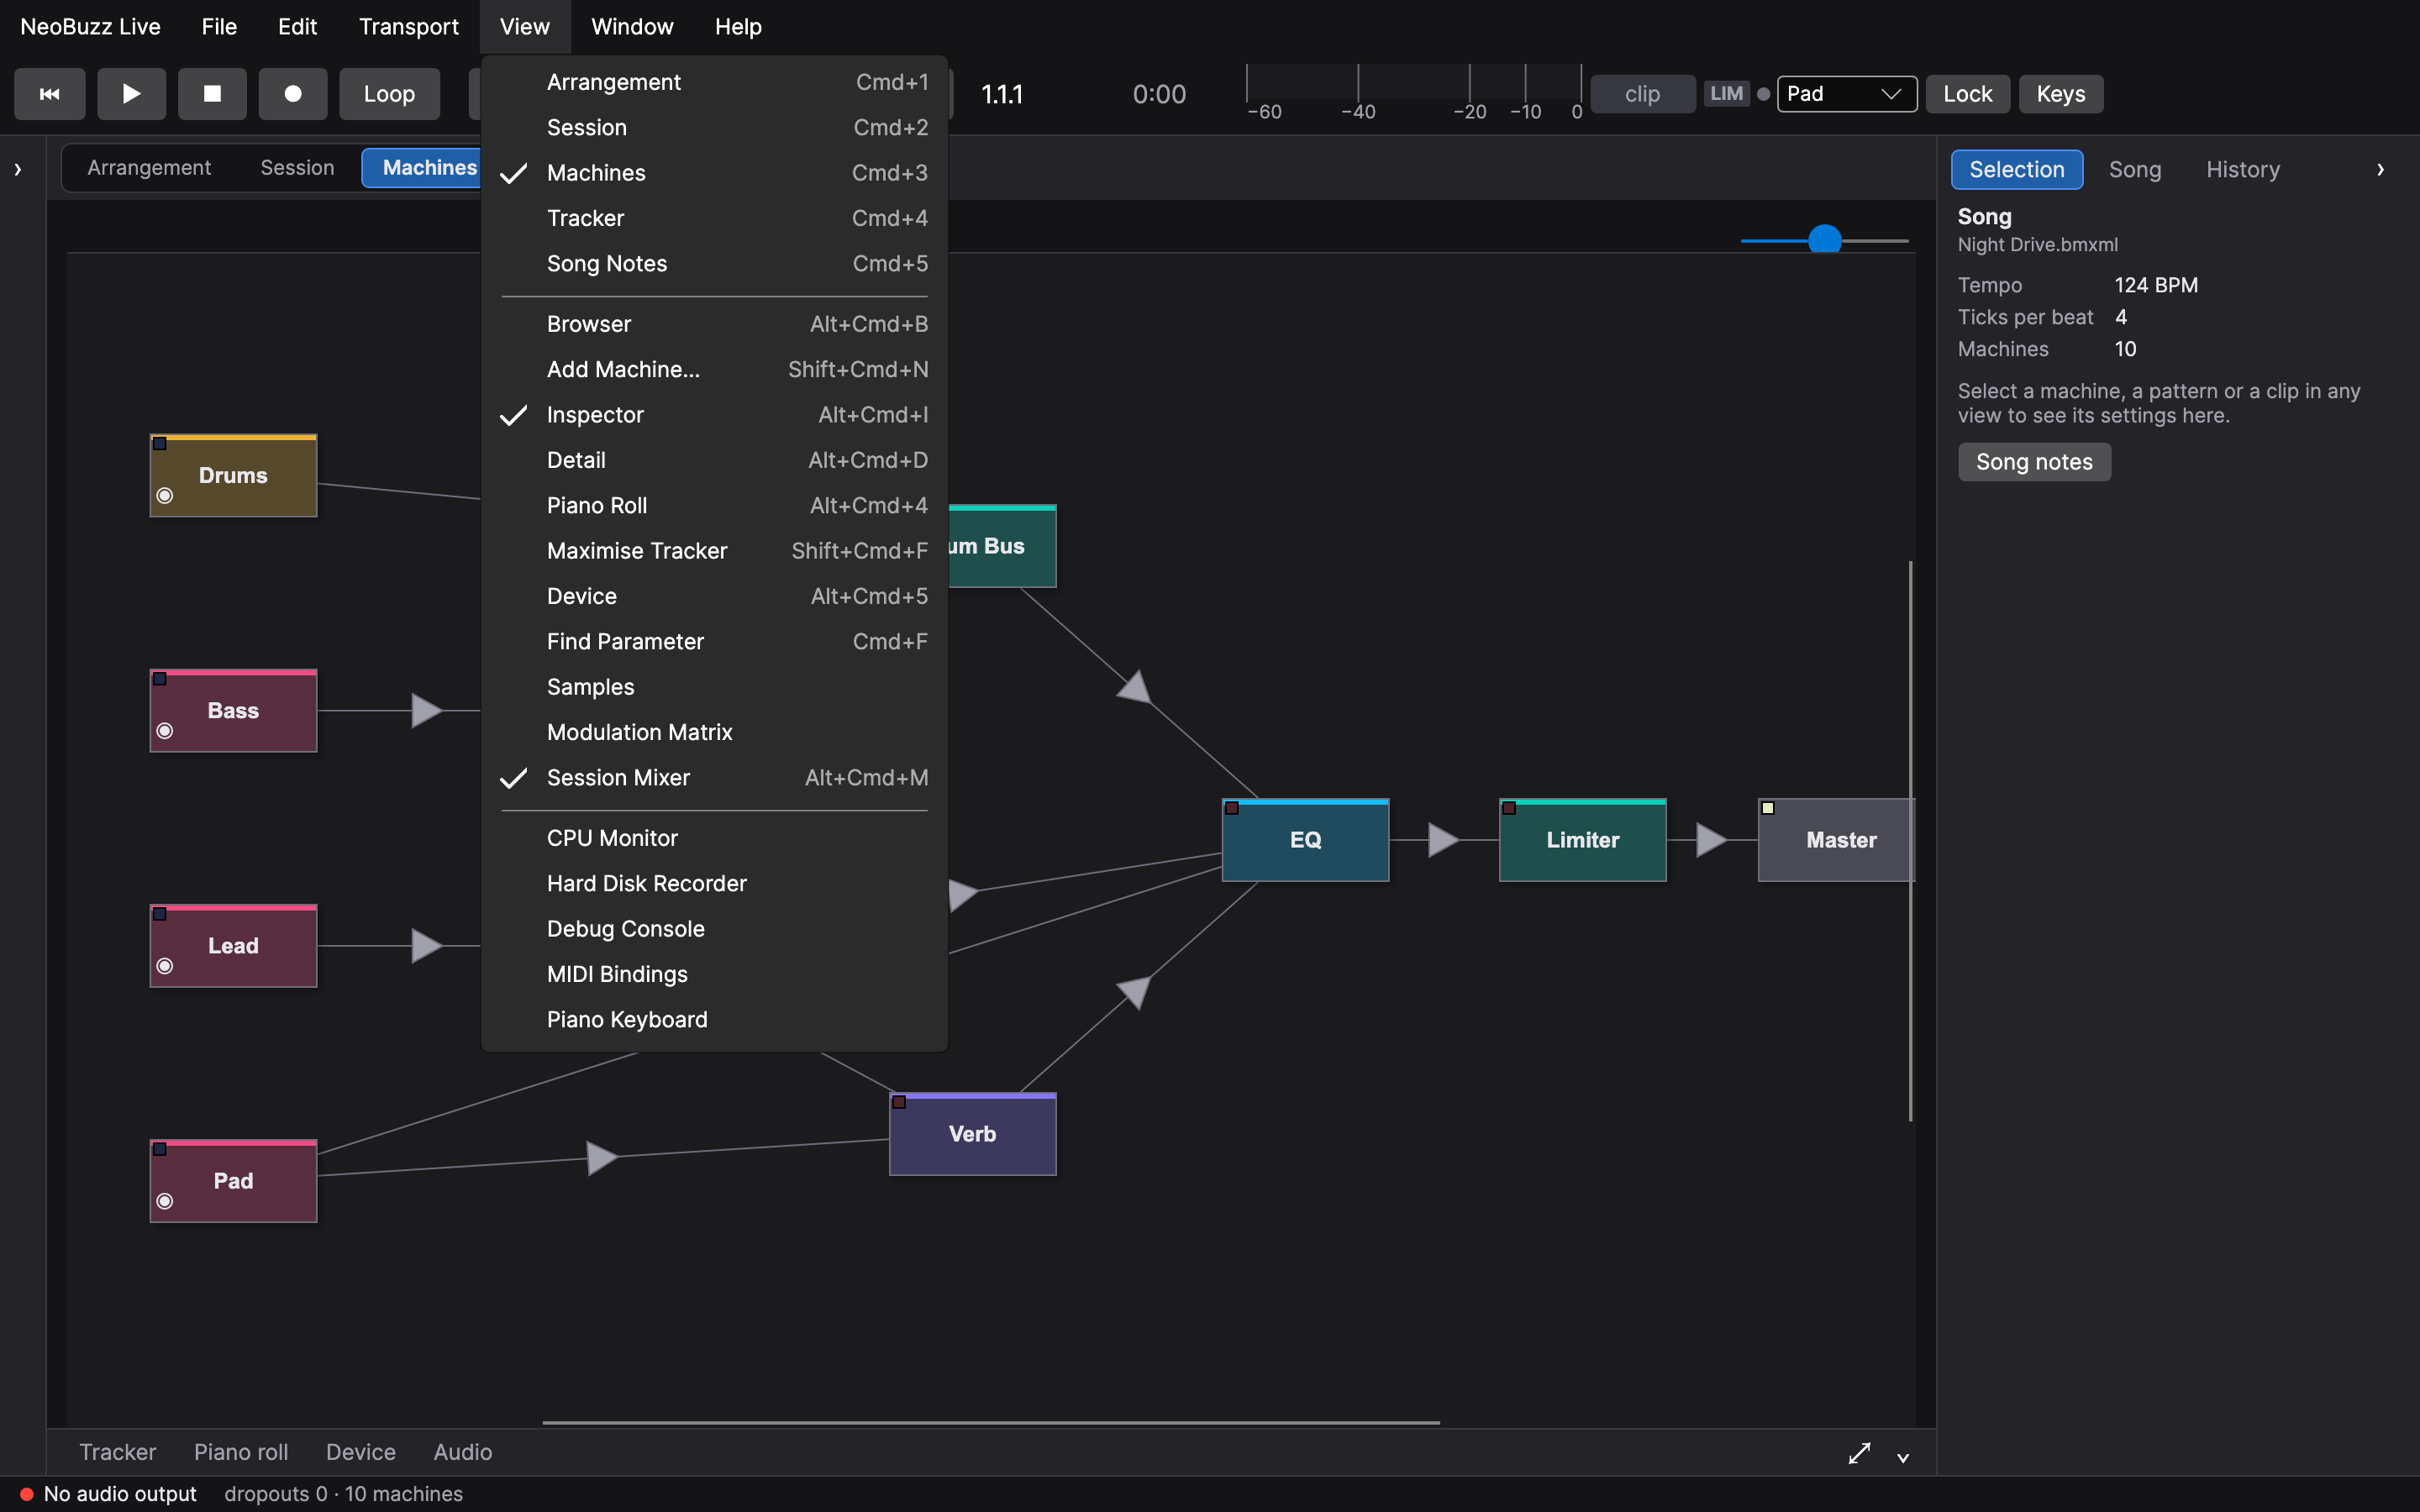 NeoBuzz Live File Edit Transport View Window Help
Loop 1.1.1 0:00 -60 -40 -20 -10 0 clip LIM Pad Lock Keys
Arrangement Session Machines
Arrangement Cmd+1
Session Cmd+2
Machines Cmd+3
Tracker Cmd+4
Song Notes Cmd+5
Browser Alt+Cmd+B
Add Machine... Shift+Cmd+N
Inspector Alt+Cmd+I
Detail Alt+Cmd+D
Piano Roll Alt+Cmd+4
Maximise Tracker Shift+Cmd+F
Device Alt+Cmd+5
Find Parameter Cmd+F
Samples
Modulation Matrix
Session Mixer Alt+Cmd+M
CPU Monitor
Hard Disk Recorder
Debug Console
MIDI Bindings
Piano Keyboard
Drums
um Bus
Bass
EQ
Limiter
Master
Lead
Verb
Pad
Selection Song History
Song
Night Drive.bmxml
Tempo 124 BPM
Ticks per beat 4
Machines 10
Select a machine, a pattern or a clip in any
view to see its settings here.
Song notes
Tracker Piano roll Device Audio
No audio output dropouts 0 · 10 machines